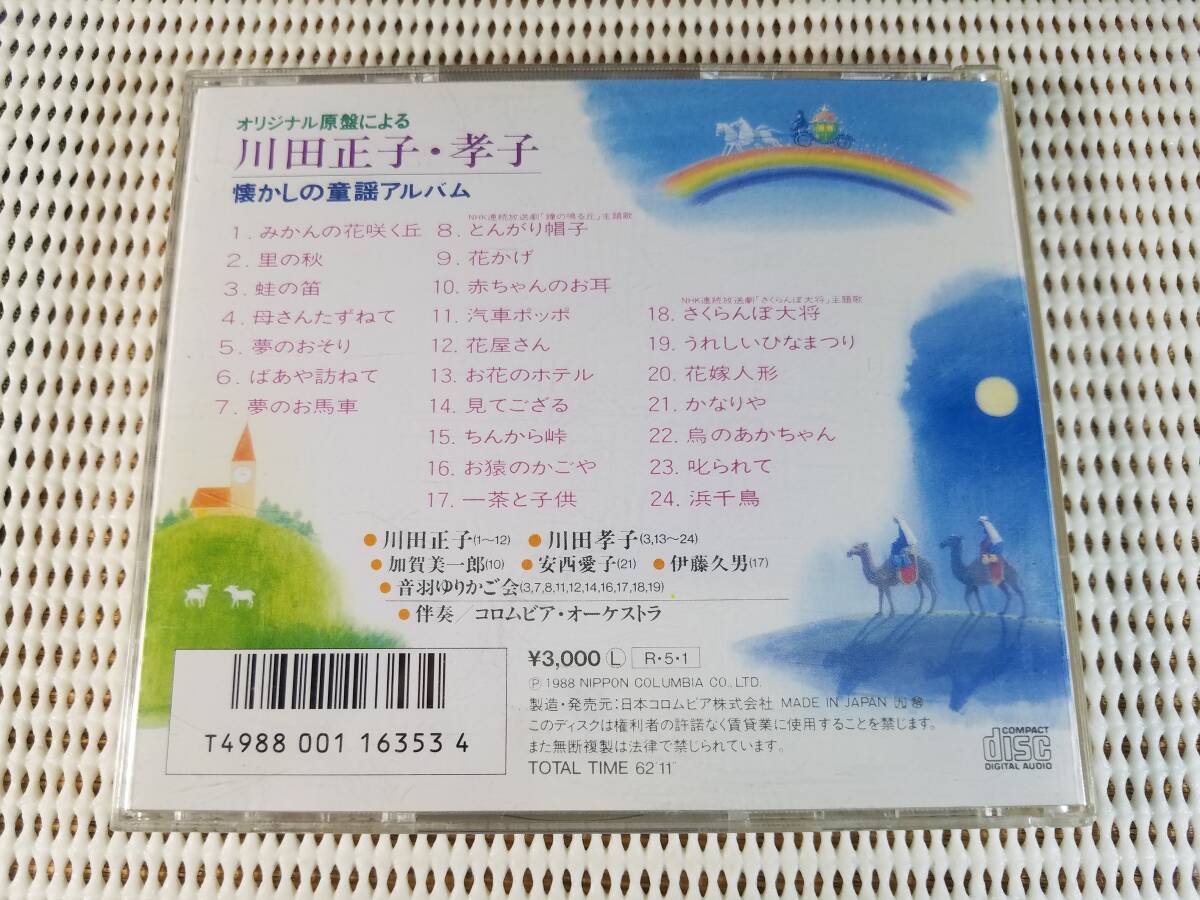 オリジナル原盤による
川田正子・孝子
懐かしの童謡アルバム
1. みかんの花咲く丘
2. 里の秋
3. 蛙の笛
4. 母さんたずねて
5. 夢のおそり
6. ばあや訪ねて
7. 夢のお馬車
NHK連続放送劇「鐘の鳴る丘」主題歌
8. とんがり帽子
9. 花かげ
10. 赤ちゃんのお耳
11. 汽車ポッポ
12. 花屋さん
13. お花のホテル
14. 見てござる
15. ちんから峠
16. お猿のかごや
17. 一茶と子供
NHK連続放送劇「さくらんぼ大将」主題歌
18. さくらんぼ大将
19. うれしいひなまつり
20. 花嫁人形
21. かなりや
22. 烏のあかちゃん
23. 叱られて
24. 浜千鳥
●川田正子(1〜12) ●川田孝子(3,13〜24)
●加賀美一郎(10) ●安西愛子(21) ●伊藤久男(17)
●音羽ゆりかご会(3,7,8,11,12,14,16,17,18,19)
●伴奏／コロムビア・オーケストラ
¥3,000 Ⓛ R・5・1
Ⓟ 1988 NIPPON COLUMBIA CO., LTD.
製造・発売元:日本コロムビア株式会社 MADE IN JAPAN
このディスクは権利者の許諾なく賃貸業に使用することを禁じます。
また無断複製は法律で禁じられています。
TOTAL TIME 62'11"
T4988 001 16353 4
COMPACT
disc
DIGITAL AUDIO